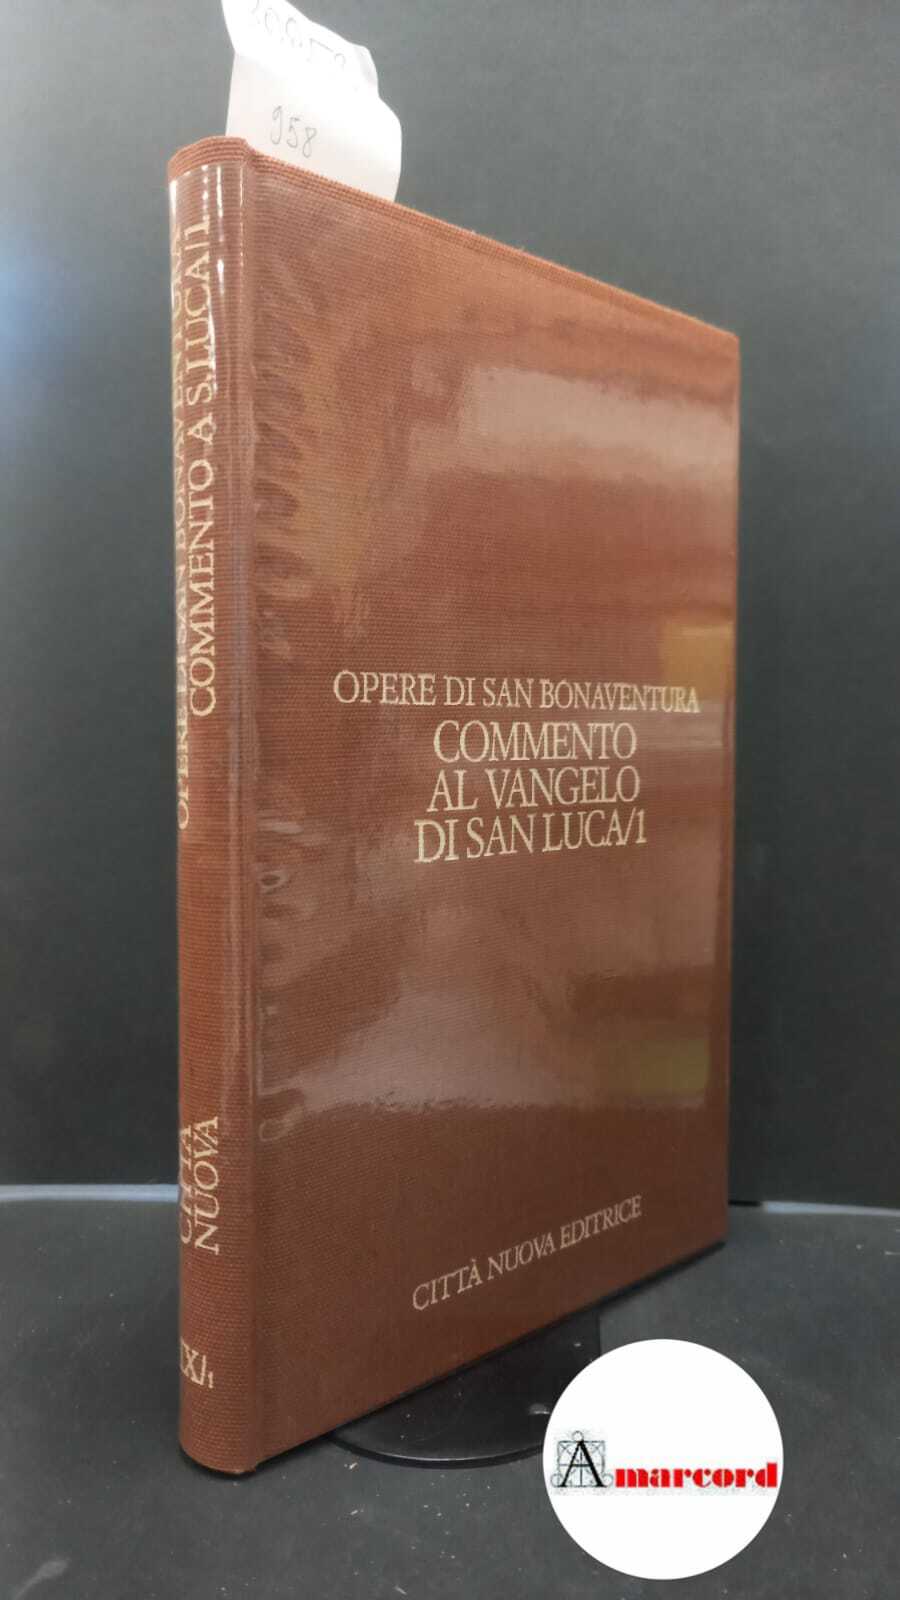 958
OPERE DI SAN BONAVENTURA
COMMENTO A S. LUCA/1
CITTÀ
NUOVA
IX/1
OPERE DI SAN BONAVENTURA
COMMENTO
AL VANGELO
DI SAN LUCA/1
CITTÀ NUOVA EDITRICE
Amarcord